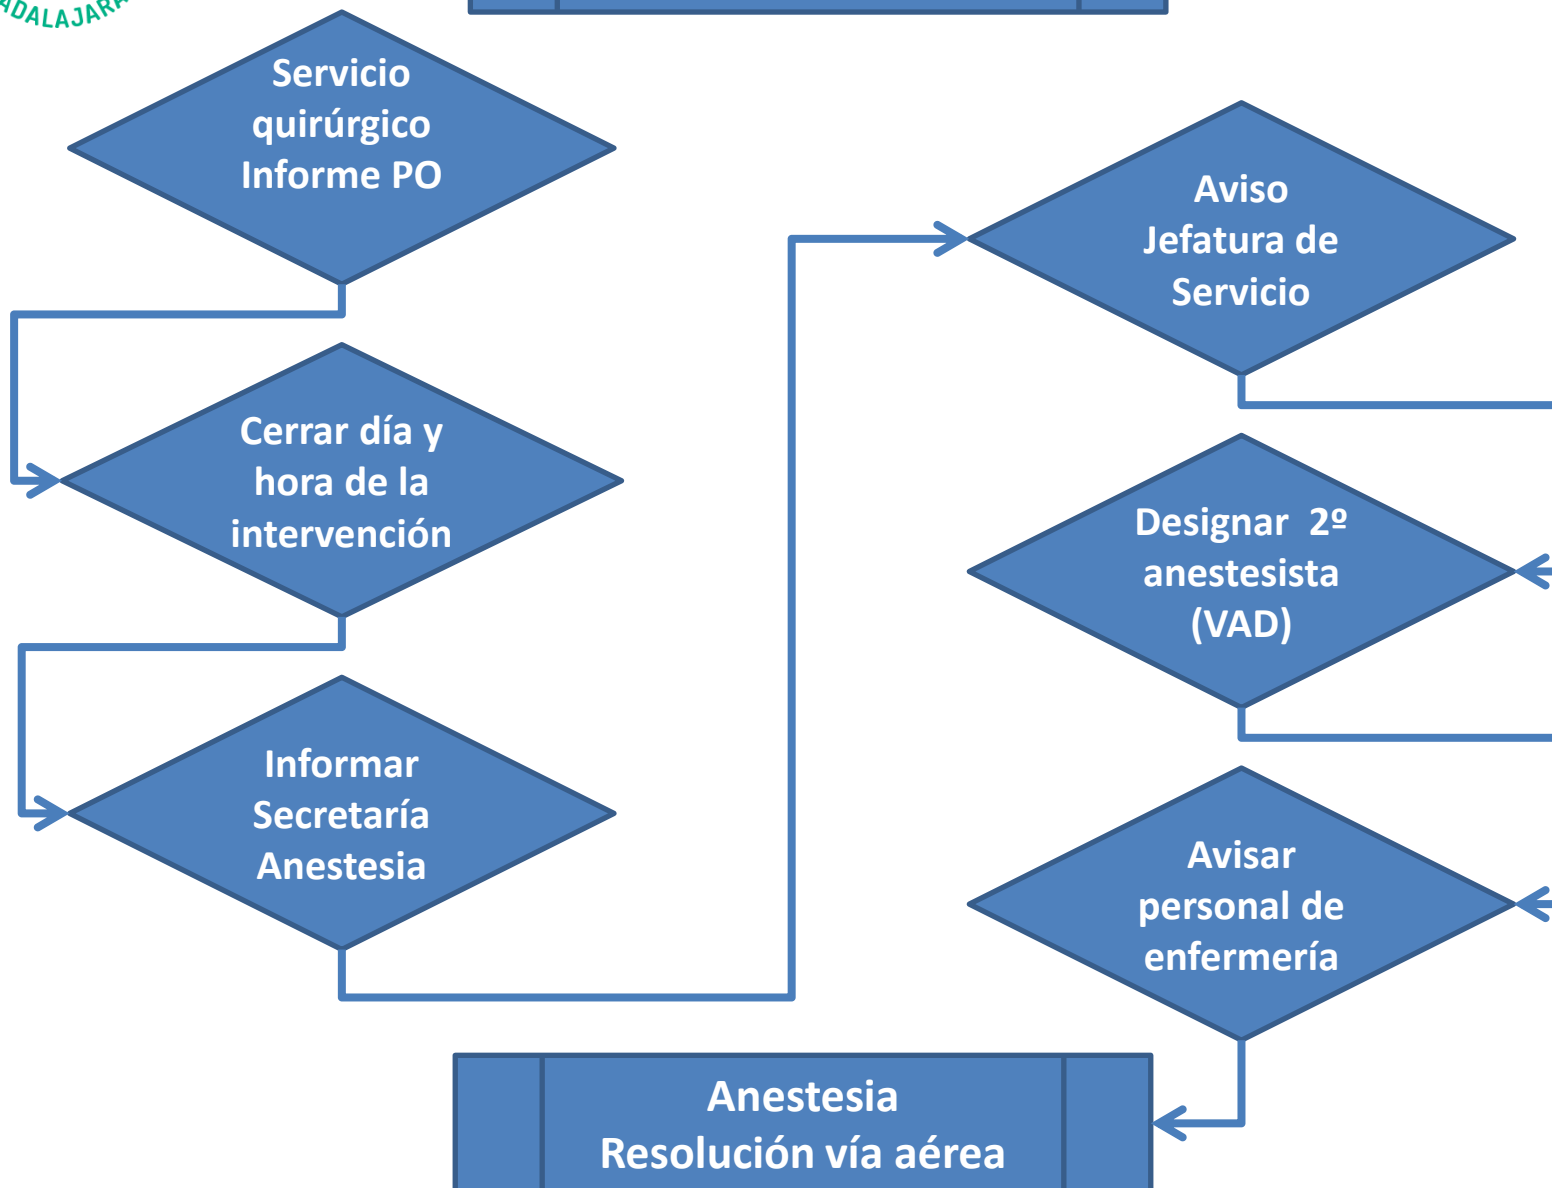 Servicio
quirúrgico
Informe PO
Cerrar día y
hora de la
intervención
Informar
Secretaría
Anestesia
Aviso
Jefatura de
Servicio
Designar 2º
anestesista
(VAD)
Avisar
personal de
enfermería
Anestesia
Resolución vía aérea